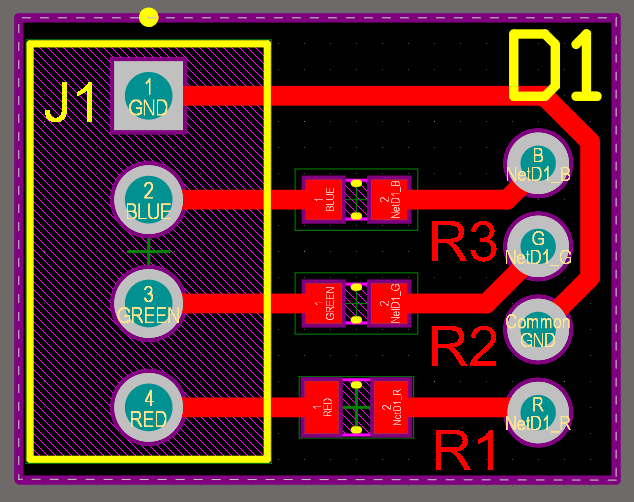 D1
J1
1
GND
B
NetD1_B
2
BLUE
1
BLUE
2
NetD1_B
R3
G
NetD1_G
3
GREEN
1
GREEN
2
NetD1_G
R2
Common
GND
4
RED
1
RED
2
NetD1_R
R
NetD1_R
R1